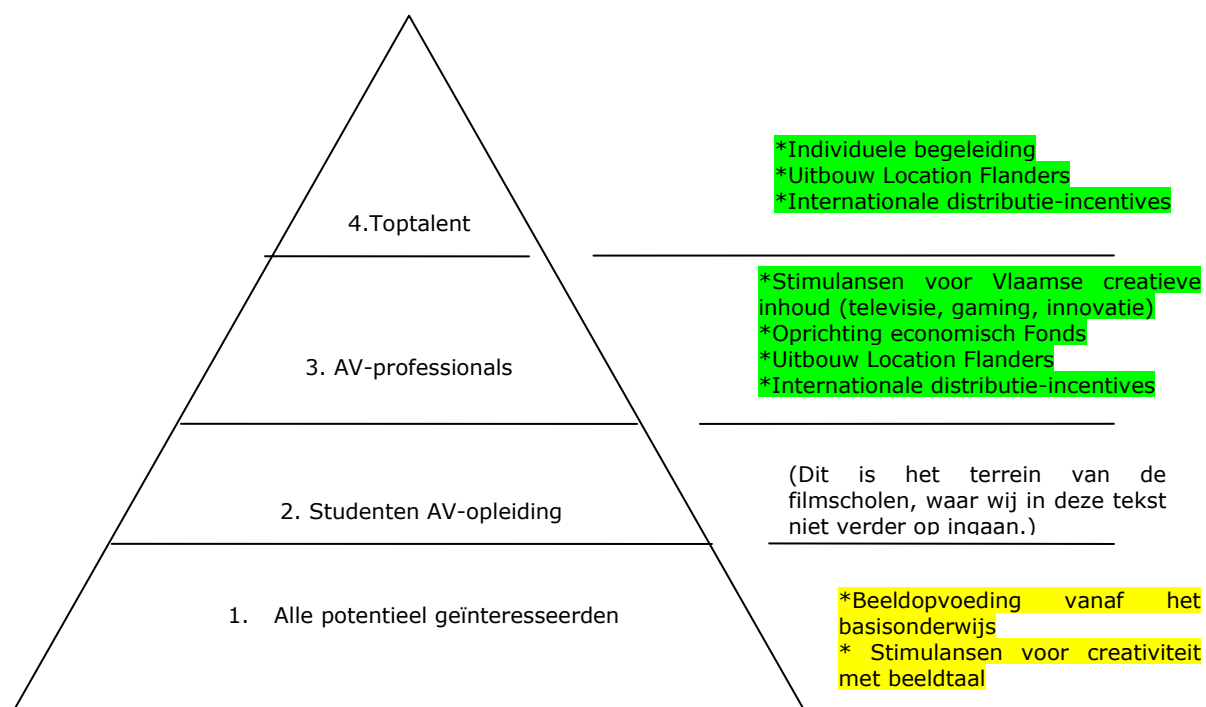 *Individuele begeleiding
*Uitbouw Location Flanders
*Internationale distributie-incentives
4.Toptalent
*Stimulansen voor Vlaamse creatieve
inhoud (televisie, gaming, innovatie)
*Oprichting economisch Fonds
*Uitbouw Location Flanders
*Internationale distributie-incentives
3. AV-professionals
(Dit is het terrein van de
filmscholen, waar wij in deze tekst
niet verder op ingaan.)
2. Studenten AV-opleiding
1. Alle potentieel geïnteresseerden
*Beeldopvoeding vanaf het
basisonderwijs
* Stimulansen voor creativiteit
met beeldtaal